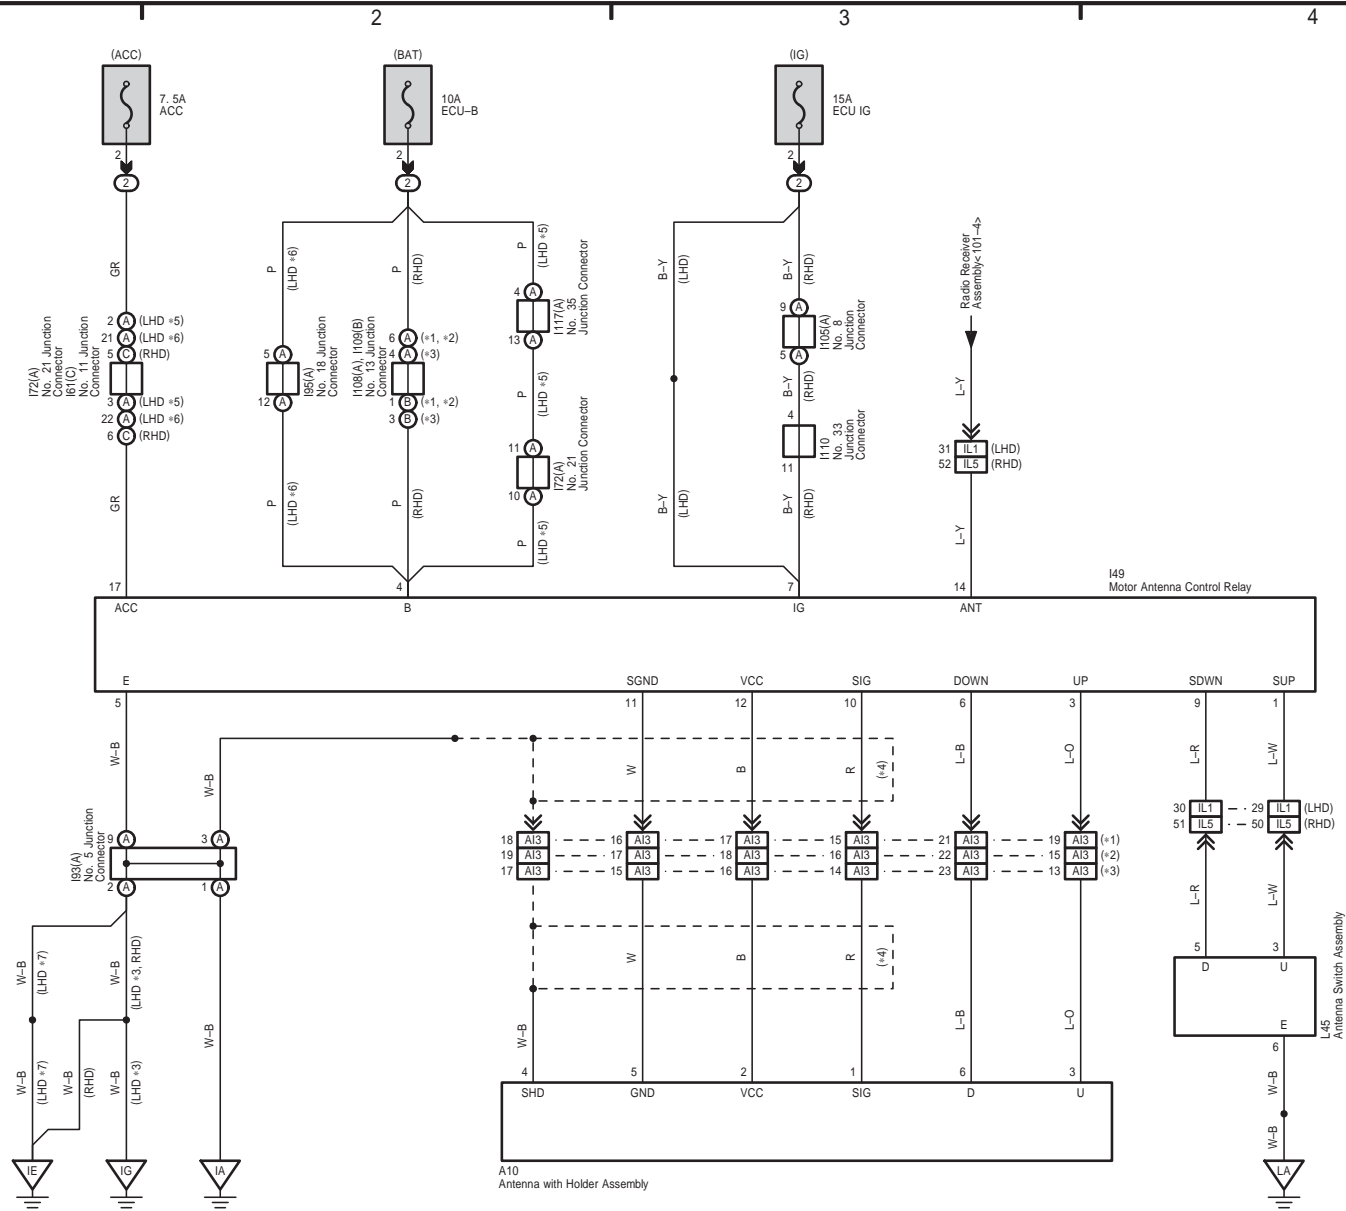 2 3 4
(ACC) (BAT) (IG)
7. 5A
ACC
10A
ECU–B
15A
ECU IG
2 2 2
2 2 2
GR
P
(LHD *6)
P
(RHD)
P
(LHD *5)
B–Y
(LHD)
B–Y
(RHD)
Radio Receiver
Assembly<101–4>
2 A (LHD *5)
21 A (LHD *6)
5 C (RHD)
I72(A)
No. 21 Junction
Connector
I61(C)
No. 11 Junction
Connector
3 A (LHD *5)
22 A (LHD *6)
6 C (RHD)
5 A
I95(A)
No. 18 Junction
Connector
12 A
6 A (*1, *2)
4 A (*3)
I108(A), I109(B)
No. 13 Junction
Connector
1 B (*1, *2)
3 B (*3)
4 A
I117(A)
No. 35
Junction Connector
13 A
P
(LHD *5)
11 A
I72(A)
No. 21
Junction Connector
10 A
9 A
I105(A)
No. 8
Junction
Connector
5 A
B–Y
(RHD)
4
I110
No. 33
Junction
Connector
11
L–Y
31 IL1 (LHD)
52 IL5 (RHD)
GR
P
(LHD *6)
P
(RHD)
P
(LHD *5)
B–Y
(LHD)
B–Y
(RHD)
L–Y
17 4 7 14
I49
Motor Antenna Control Relay
ACC B IG ANT
E SGND VCC SIG DOWN UP SDWN SUP
5 11 12 10 6 3 9 1
W–B
W–B
W
B
R
(*4)
L–B
L–O
L–R
L–W
30 IL1 29 IL1 (LHD)
51 IL5 50 IL5 (RHD)
9 A 3 A
I93(A)
No. 5 Junction
Connector
2 A 1 A
18 AI3 16 AI3 17 AI3 15 AI3 21 AI3 19 AI3 (*1)
19 AI3 17 AI3 18 AI3 16 AI3 22 AI3 15 AI3 (*2)
17 AI3 15 AI3 16 AI3 14 AI3 23 AI3 13 AI3 (*3)
L–R
L–W
W–B
(LHD *7)
W–B
(LHD *3, RHD)
W
B
R
(*4)
5 3
D U
E
L45
Antenna Switch Assembly
6
W–B
(LHD *7)
W–B
(RHD)
W–B
(LHD *3)
W–B
W–B
L–B
L–O
W–B
W–B
4 5 2 1 6 3
SHD GND VCC SIG D U
A10
Antenna with Holder Assembly
IE IG IA LA